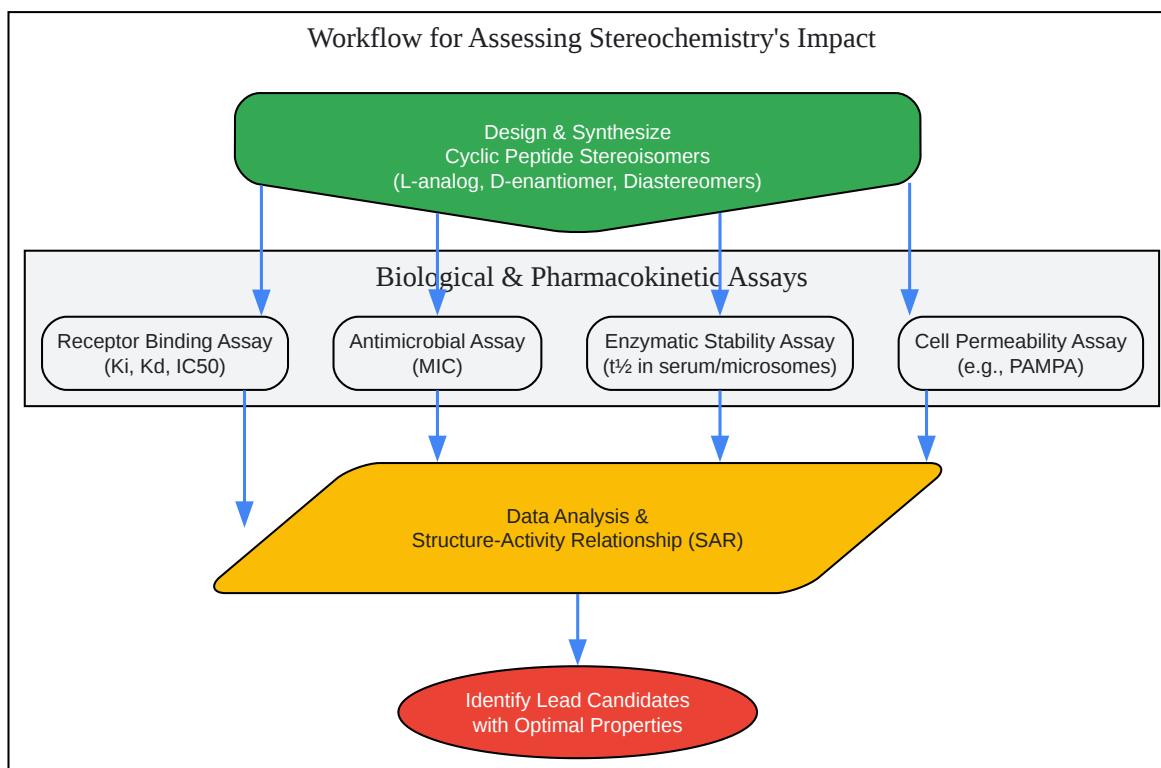 Workflow for Assessing Stereochemistry's Impact
Design & Synthesize
Cyclic Peptide Stereoisomers
(L-analog, D-enantiomer, Diastereomers)
Biological & Pharmacokinetic Assays
Receptor Binding Assay
(Ki, Kd, IC50)
Antimicrobial Assay
(MIC)
Enzymatic Stability Assay
(t½ in serum/microsomes)
Cell Permeability Assay
(e.g., PAMPA)
Data Analysis &
Structure-Activity Relationship (SAR)
Identify Lead Candidates
with Optimal Properties